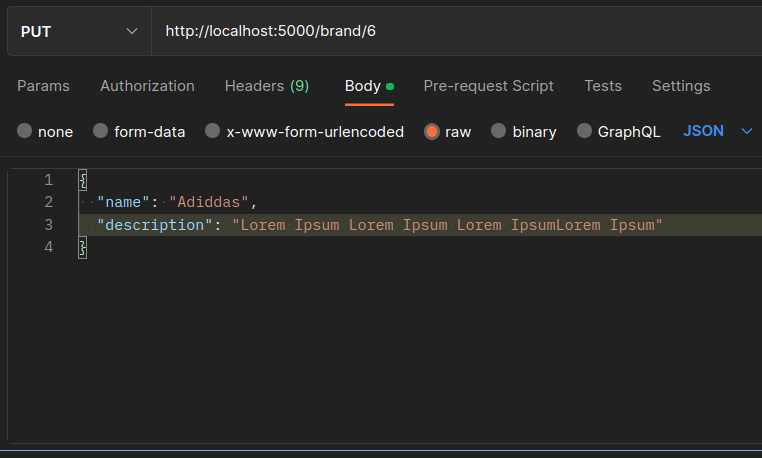 PUT http://localhost:5000/brand/6
Params Authorization Headers (9) Body Pre-request Script Tests Settings
none form-data x-www-form-urlencoded raw binary GraphQL JSON
1 {
2 "name": "Adiddas",
3 "description": "Lorem Ipsum Lorem Ipsum Lorem IpsumLorem Ipsum"
4 }